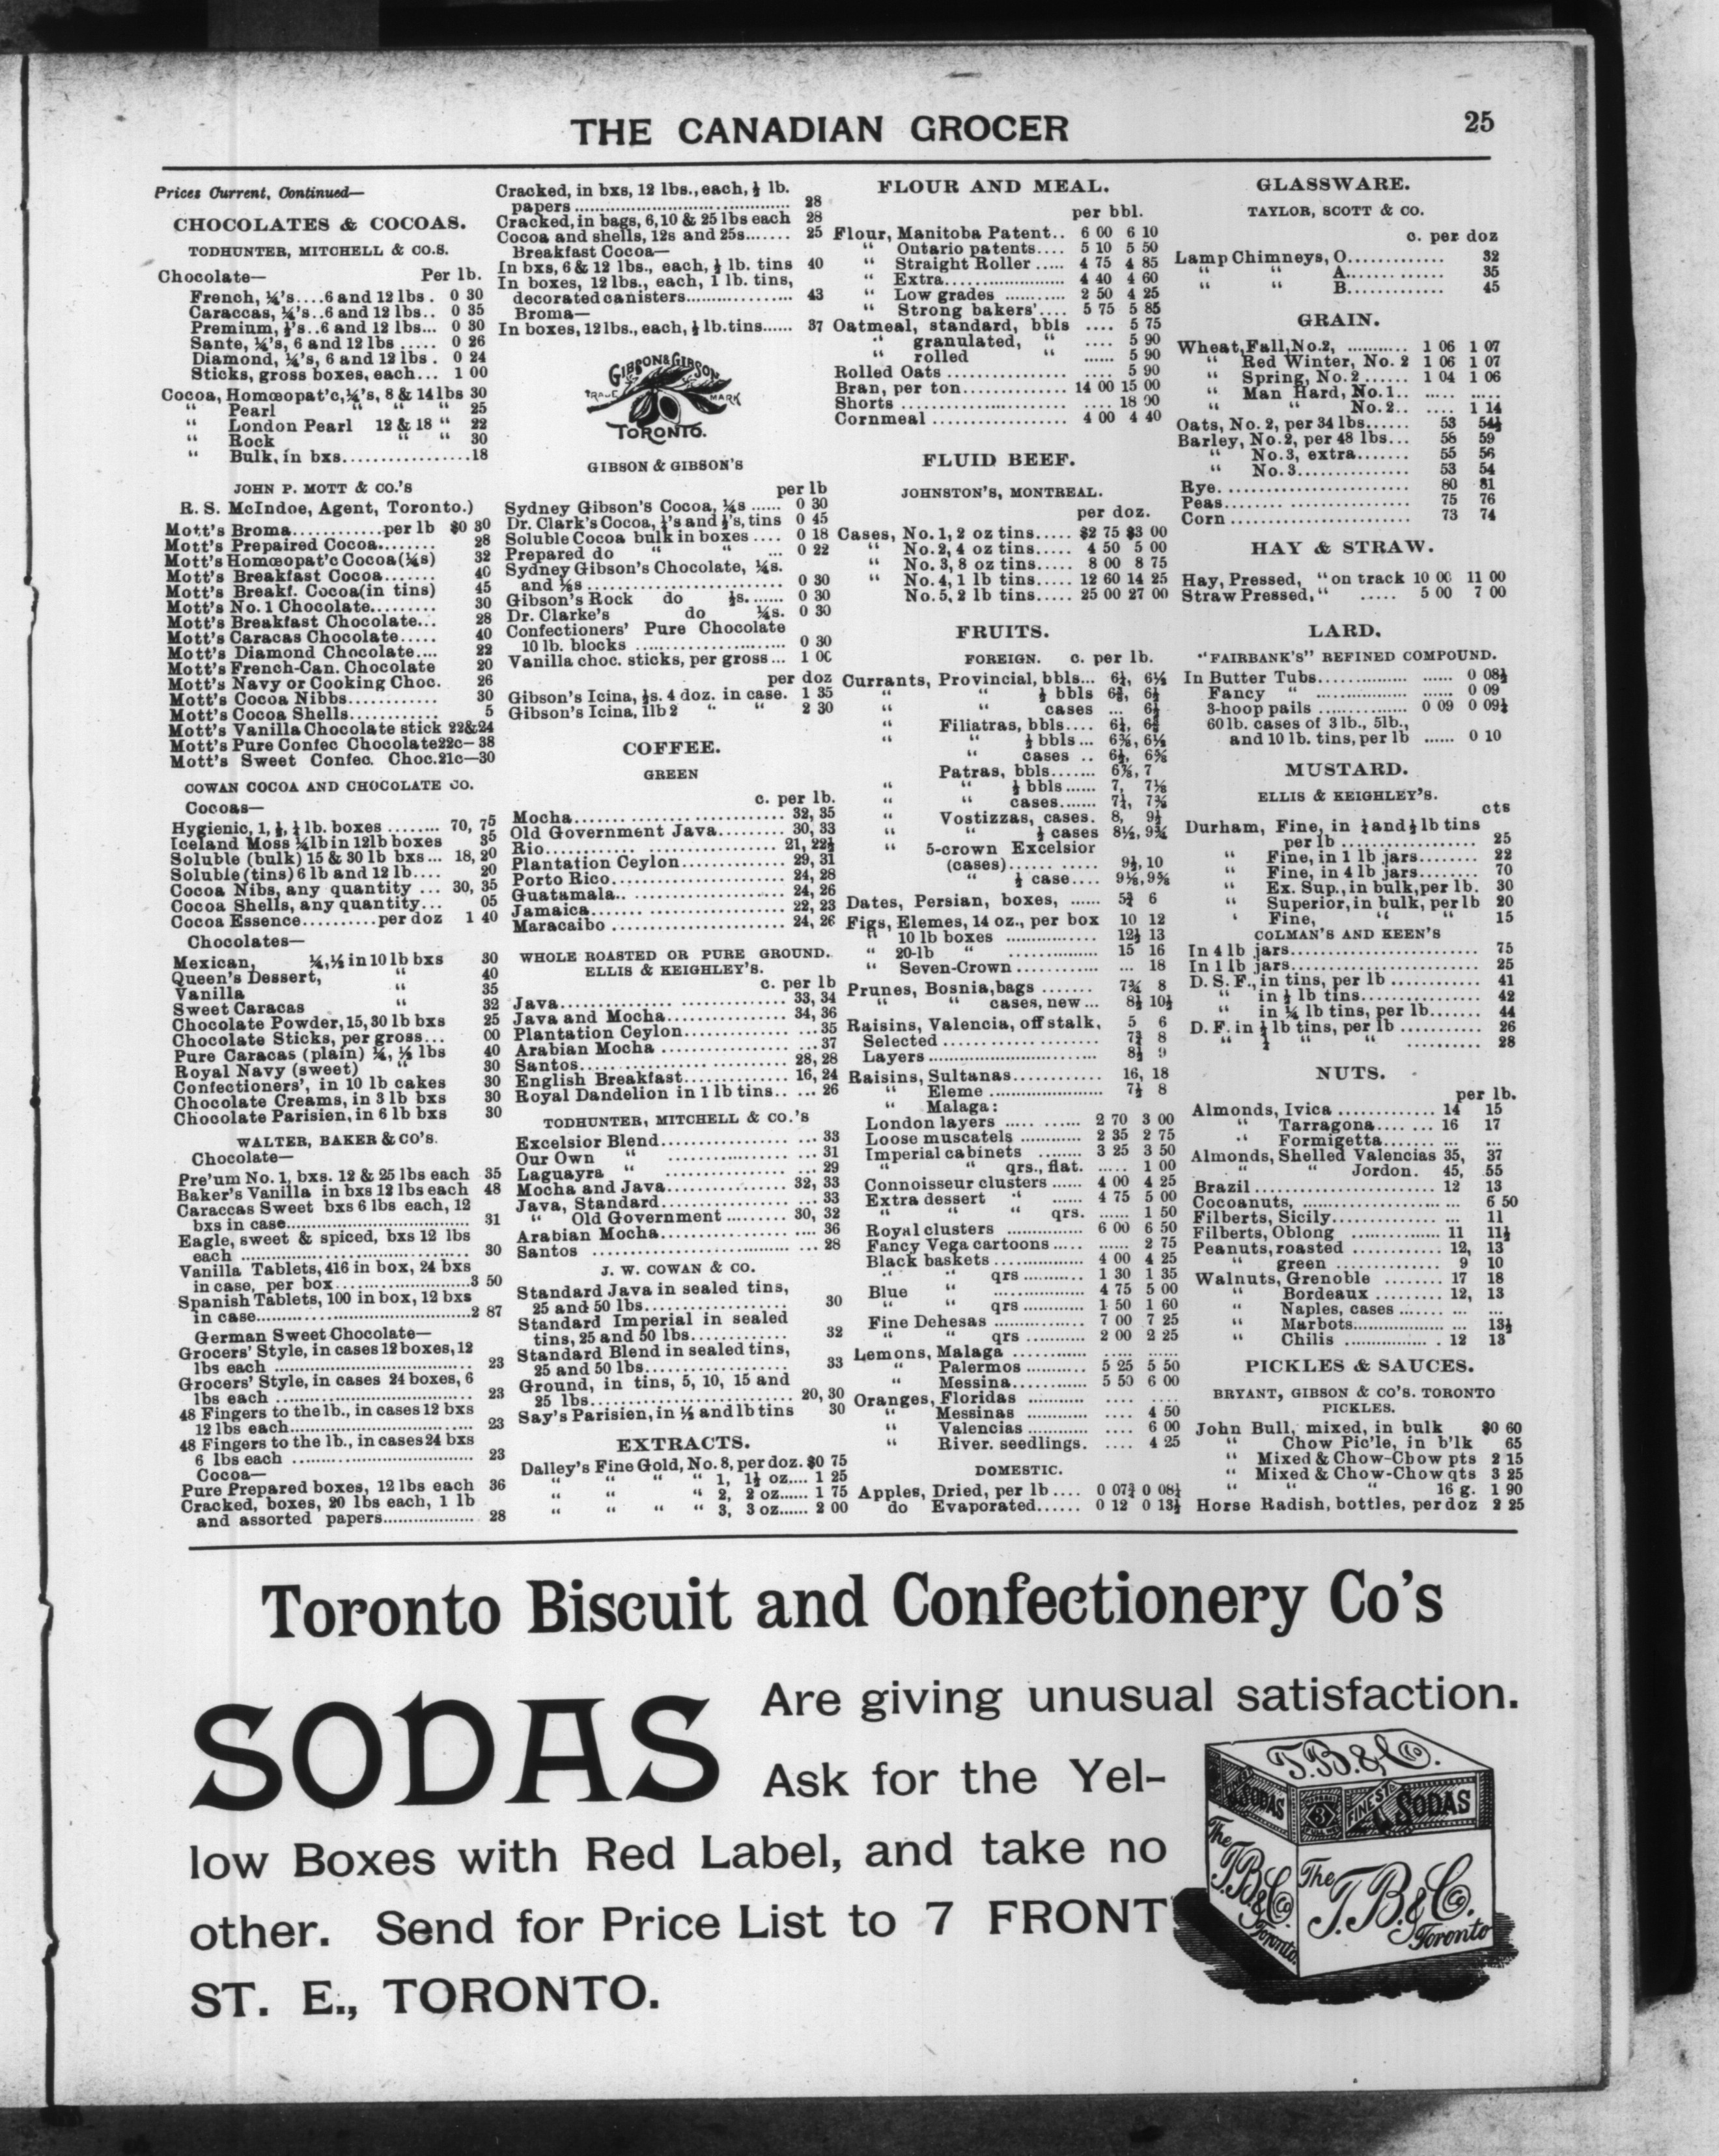 THE CANADIAN GROCER
25
Prices Current, Continued—
CHOCOLATES & COCOAS.
TODHUNTER, MITCHELL & CO.S.
Chocolate— Per lb.
French, ¼'s....6 and 12 lbs . 0 30
Caraccas, ¼'s..6 and 12 lbs.. 0 35
Premium, ½'s..6 and 12 lbs... 0 30
Sante, ¼'s, 6 and 12 lbs ..... 0 26
Diamond, ¼'s, 6 and 12 lbs . 0 24
Sticks, gross boxes, each... 1 00
Cocoa, Homœopat'c, ¼'s, 8 & 14 lbs 30
" Pearl " " " 25
" London Pearl 12 & 18 " 22
" Rock " " 30
" Bulk, in bxs..................18
JOHN P. MOTT & CO.'S
R. S. McIndoe, Agent, Toronto.)
Mott's Broma............per lb $0 30
Mott's Prepaired Cocoa........ 28
Mott's Homœopat'c Cocoa (¼s) 32
Mott's Breakfast Cocoa....... 40
Mott's Breakf. Cocoa (in tins) 45
Mott's No. 1 Chocolate......... 30
Mott's Breakfast Chocolate... 28
Mott's Caracas Chocolate..... 40
Mott's Diamond Chocolate.... 22
Mott's French-Can. Chocolate 20
Mott's Navy or Cooking Choc. 26
Mott's Cocoa Nibbs............ 30
Mott's Cocoa Shells............ 5
Mott's Vanilla Chocolate stick 22&24
Mott's Pure Confec Chocolate 22c—38
Mott's Sweet Confec. Choc. 21c—30
COWAN COCOA AND CHOCOLATE CO.
Cocoas—
Hygienic, 1, ½, ¼ lb. boxes ........ 70, 75
Iceland Moss ¼ lb in 12 lb boxes 35
Soluble (bulk) 15 & 30 lb bxs... 18, 20
Soluble (tins) 6 lb and 12 lb.... 20
Cocoa Nibs, any quantity ... 30, 35
Cocoa Shells, any quantity... 05
Cocoa Essence..........per doz 1 40
Chocolates—
Mexican, ¼, ½ in 10 lb bxs 30
Queen's Dessert, " 40
Vanilla " 35
Sweet Caracas " 32
Chocolate Powder, 15, 30 lb bxs 25
Chocolate Sticks, per gross... 00
Pure Caracas (plain) ¼, ½ lbs 40
Royal Navy (sweet) " 30
Confectioners', in 10 lb cakes 30
Chocolate Creams, in 3 lb bxs 30
Chocolate Parisien, in 6 lb bxs 30
WALTER, BAKER & CO'S.
Chocolate—
Pre'um No. 1, bxs. 12 & 25 lbs each 35
Baker's Vanilla in bxs 12 lbs each 48
Caraccas Sweet bxs 6 lbs each, 12
bxs in case.................... 31
Eagle, sweet & spiced, bxs 12 lbs
each .................... 30
Vanilla Tablets, 416 in box, 24 bxs
in case, per box....................3 50
Spanish Tablets, 100 in box, 12 bxs
in case....................2 87
German Sweet Chocolate—
Grocers' Style, in cases 12 boxes, 12
lbs each .................... 23
Grocers' Style, in cases 24 boxes, 6
lbs each .................... 23
48 Fingers to the lb., in cases 12 bxs
12 lbs each.................... 23
48 Fingers to the lb., in cases 24 bxs
6 lbs each .................... 23
Cocoa—
Pure Prepared boxes, 12 lbs each 36
Cracked, boxes, 20 lbs each, 1 lb
and assorted papers.................. 28
Cracked, in bxs, 12 lbs., each, ½ lb.
papers .................... 28
Cracked, in bags, 6, 10 & 25 lbs each 28
Cocoa and shells, 12s and 25s....... 25
Breakfast Cocoa—
In bxs, 6 & 12 lbs., each, ½ lb. tins 40
In boxes, 12 lbs., each, 1 lb. tins,
decorated canisters.................. 43
Broma—
In boxes, 12 lbs., each, ½ lb. tins...... 37
GIBSON & GIBSON
TRADE MARK
TORONTO.
GIBSON & GIBSON'S
per lb
Sydney Gibson's Cocoa, ¼s ...... 0 30
Dr. Clark's Cocoa, ¼'s and ½'s, tins 0 45
Soluble Cocoa bulk in boxes .... 0 18
Prepared do " " ... 0 22
Sydney Gibson's Chocolate, ¼s.
and ⅛s .................... 0 30
Gibson's Rock do ½s. ...... 0 30
Dr. Clarke's do ¼s. 0 30
Confectioners' Pure Chocolate
10 lb. blocks .................... 0 30
Vanilla choc. sticks, per gross... 1 00
per doz
Gibson's Icina, ½s. 4 doz. in case. 1 35
Gibson's Icina, 1lb 2 " " 2 30
COFFEE.
GREEN
c. per lb.
Mocha.................... 32, 35
Old Government Java......... 30, 33
Rio.................... 21, 22½
Plantation Ceylon............... 29, 31
Porto Rico.................... 24, 28
Guatamala.................... 24, 26
Jamaica.................... 22, 23
Maracaibo .................... 24, 26
WHOLE ROASTED OR PURE GROUND.
ELLIS & KEIGHLEY'S.
c. per lb
Java.................... 33, 34
Java and Mocha................. 34, 36
Plantation Ceylon............... ...35
Arabian Mocha .................. ...37
Santos.................... 28, 28
English Breakfast............... 16, 24
Royal Dandelion in 1 lb tins.. ... 26
TODHUNTER, MITCHELL & CO.'S
Excelsior Blend.................. ... 33
Our Own " .................. ... 31
Laguayra " .................. ... 29
Mocha and Java.................. 32, 33
Java, Standard.................. ... 33
" Old Government ......... 30, 32
Arabian Mocha.................. .... 36
Santos .................... ... 28
J. W. COWAN & CO.
Standard Java in sealed tins,
25 and 50 lbs.................... 30
Standard Imperial in sealed
tins, 25 and 50 lbs............. 32
Standard Blend in sealed tins,
25 and 50 lbs.................... 33
Ground, in tins, 5, 10, 15 and
25 lbs.................... 20, 30
Say's Parisien, in ½ and lb tins 30
EXTRACTS.
Dalley's Fine Gold, No. 8, per doz. $0 75
" " " " 1, 1½ oz.... 1 25
" " " 2, 2 oz...... 1 75
" " " " 3, 3 oz...... 2 00
FLOUR AND MEAL.
per bbl.
Flour, Manitoba Patent.. 6 00 6 10
" Ontario patents.... 5 10 5 50
" Straight Roller ..... 4 75 4 85
" Extra.................. 4 40 4 60
" Low grades ........... 2 50 4 25
" Strong bakers'.... 5 75 5 85
Oatmeal, standard, bbls .... 5 75
" granulated, " .... 5 90
" rolled " ...... 5 90
Rolled Oats ................ ..... 5 90
Bran, per ton............... 14 00 15 00
Shorts ........................ .... 18 00
Cornmeal .................... 4 00 4 40
FLUID BEEF.
JOHNSTON'S, MONTREAL.
per doz.
Cases, No. 1, 2 oz tins..... $2 75 $3 00
" No. 2, 4 oz tins..... 4 50 5 00
" No. 3, 8 oz tins..... 8 00 8 75
" No. 4, 1 lb tins..... 12 60 14 25
No. 5, 2 lb tins..... 25 00 27 00
FRUITS.
FOREIGN. c. per lb.
Currants, Provincial, bbls... 6¼, 6½
" " ½ bbls 6⅜, 6½
" " cases ... 6½
" Filiatras, bbls.... 6¼, 6¾
" " ½ bbls... 6⅜, 6½
" cases .. 6½, 6⅝
Patras, bbls....... 6⅞, 7
" " ½ bbls...... 7, 7⅛
" " cases....... 7¼, 7⅜
" Vostizzas, cases. 8, 9½
" " ½ cases 8½, 9¾
" 5-crown Excelsior
(cases)................ 9½, 10
" ½ case.... 9⅛, 9⅝
Dates, Persian, boxes, ...... 5¾ 6
Figs, Elemes, 14 oz., per box 10 12
" 10 lb boxes ................ 12½ 13
" 20-lb " ................ 15 16
" Seven-Crown ............ ... 18
Prunes, Bosnia, bags ....... 7¾ 8
" " cases, new... 8½ 10½
Raisins, Valencia, off stalk, 5 6
Selected ...................... 7¾ 8
Layers.......................... 8½ 9
Raisins, Sultanas............. 16, 18
" Eleme .................... 7½ 8
" Malaga:
London layers ............ 2 70 3 00
Loose muscatels ............ 2 35 2 75
Imperial cabinets ........ 3 25 3 50
" " qrs., flat. ..... 1 00
Connoisseur clusters ...... 4 00 4 25
Extra dessert " ...... 4 75 5 00
" " " qrs. ...... 1 50
Royal clusters .............. 6 00 6 50
Fancy Vega cartoons ..... ...... 2 75
Black baskets................. 4 00 4 25
" " qrs ........... 1 30 1 35
Blue " ................. 4 75 5 00
" " qrs ............ 1 50 1 60
Fine Dehesas ............... 7 00 7 25
" " qrs ........... 2 00 2 25
Lemons, Malaga .............. ..... ......
" Palermos ........... 5 25 5 50
" Messina............. 5 50 6 00
Oranges, Floridas ............ .... ....
" Messinas ............ .... 4 50
" Valencias ............ .... 6 00
" River. seedlings. .... 4 25
DOMESTIC.
Apples, Dried, per lb.... 0 07¾ 0 08¼
do Evaporated...... 0 12 0 13½
GLASSWARE.
TAYLOR, SCOTT & CO.
c. per doz
Lamp Chimneys, O............. 32
" " A............... 35
" " B............. 45
GRAIN.
Wheat, Fall, No. 2, ........... 1 06 1 07
" Red Winter, No. 2 1 06 1 07
" Spring, No. 2 ...... 1 04 1 06
" Man Hard, No. 1.. ..... .....
" " No. 2.. .... 1 14
Oats, No. 2, per 34 lbs...... 53 54½
Barley, No. 2, per 48 lbs... 58 59
" No. 3, extra....... 55 56
" No. 3................ 53 54
Rye. ........................ 80 81
Peas.......................... 75 76
Corn ......................... 73 74
HAY & STRAW.
Hay, Pressed, "on track 10 00 11 00
Straw Pressed, " ..... 5 00 7 00
LARD.
"FAIRBANK'S" REFINED COMPOUND.
In Butter Tubs............... ...... 0 08½
Fancy " ................. ...... 0 09
3-hoop pails ............... 0 09 0 09½
60 lb. cases of 3 lb., 5lb.,
and 10 lb. tins, per lb ...... 0 10
MUSTARD.
ELLIS & KEIGHLEY'S.
cts
Durham, Fine, in ¼ and ½ lb tins
per lb .................... 25
" Fine, in 1 lb jars........ 22
" Fine, in 4 lb jars........ 70
" Ex. Sup., in bulk, per lb. 30
" Superior, in bulk, per lb 20
" Fine, " " 15
COLMAN'S AND KEEN'S
In 4 lb jars.................... 75
In 1 lb jars.................... 25
D. S. F., in tins, per lb ............ 41
" in ½ lb tins................. 42
" in ¼ lb tins, per lb....... 44
D. F. in ½ lb tins, per lb ........... 26
" ¼ " " .......... 28
NUTS.
per lb.
Almonds, Ivica ............. 14 15
" Tarragona.... ... 16 17
" Formigetta....... ... ...
Almonds, Shelled Valencias 35, 37
" " Jordon. 45, 55
Brazil ........................ 12 13
Cocoanuts, .................... ... 6 50
Filberts, Sicily............... ... 11
Filberts, Oblong .............. 11 11½
Peanuts, roasted ............ 12, 13
" green ............... 9 10
Walnuts, Grenoble ........ 17 18
" Bordeaux ......... 12, 13
" Naples, cases ....... ... ...
" Marbots............. ... 13½
" Chilis ............... . 12 13
PICKLES & SAUCES.
BRYANT, GIBSON & CO'S. TORONTO
PICKLES.
John Bull, mixed, in bulk $0 60
" Chow Pic'le, in b'lk 65
" Mixed & Chow-Chow pts 2 15
" Mixed & Chow-Chow qts 3 25
" " " 16 g. 1 90
Horse Radish, bottles, per doz 2 25
Toronto Biscuit and Confectionery Co's
SODAS Are giving unusual satisfaction.
Ask for the Yel-
low Boxes with Red Label, and take no
other. Send for Price List to 7 FRONT
ST. E., TORONTO.
T.B. & Co.
SODAS
3
FINEST SODAS
The T.B. & Co. Toronto.
The T.B. & Co. Toronto